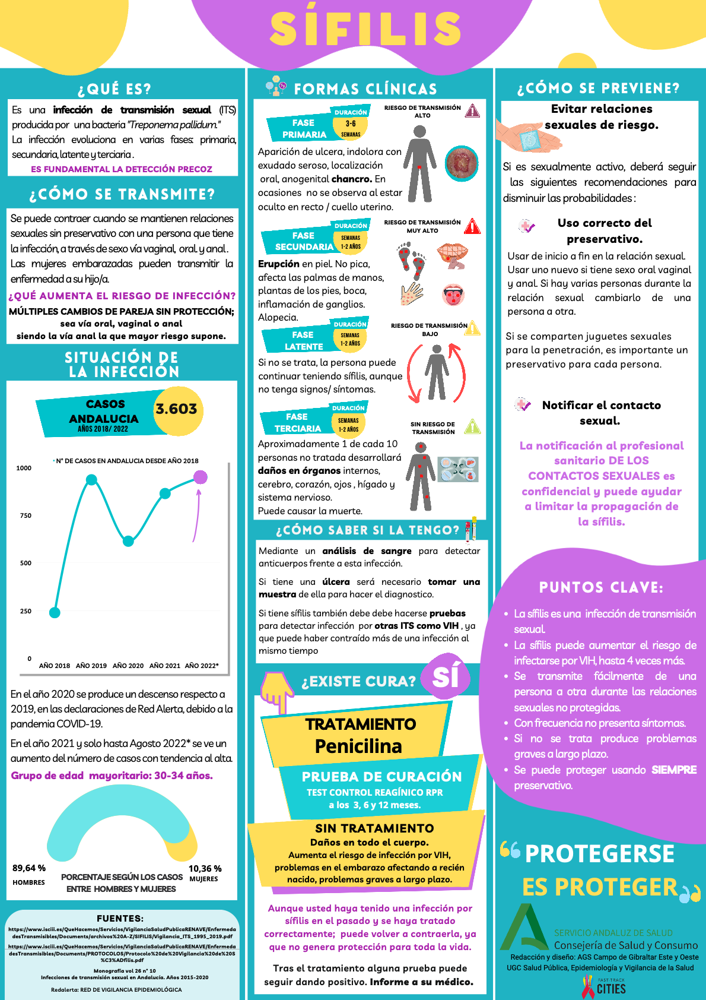 SÍFILIS
¿QUÉ ES?
Es una infección de transmisión sexual (ITS)
producida por una bacteria "Treponema pallidum."
La infección evoluciona en varias fases: primaria,
secundaria, latente y terciaria .
ES FUNDAMENTAL LA DETECCIÓN PRECOZ
¿CÓMO SE TRANSMITE?
Se puede contraer cuando se mantienen relaciones
sexuales sin preservativo con una persona que tiene
la infección, a través de sexo vía vaginal, oral y anal .
Las mujeres embarazadas pueden transmitir la
enfermedad a su hijo/a.
¿QUÉ AUMENTA EL RIESGO DE INFECCIÓN?
MÚLTIPLES CAMBIOS DE PAREJA SIN PROTECCIÓN;
sea vía oral, vaginal o anal
siendo la vía anal la que mayor riesgo supone.
SITUACIÓN DE
LA INFECCIÓN
CASOS
ANDALUCIA
AÑOS 2018/ 2022
3.603
Nº DE CASOS EN ANDALUCIA DESDE AÑO 2018
1000
750
500
250
0
AÑO 2018 AÑO 2019 AÑO 2020 AÑO 2021 AÑO 2022*
En el año 2020 se produce un descenso respecto a
2019, en las declaraciones de Red Alerta, debido a la
pandemia COVID-19.
En el año 2021 y solo hasta Agosto 2022* se ve un
aumento del número de casos con tendencia al alta.
Grupo de edad mayoritario: 30-34 años.
89,64 %
HOMBRES
PORCENTAJE SEGÚN LOS CASOS
ENTRE HOMBRES Y MUJERES
10,36 %
MUJERES
FUENTES:
https://www.isciii.es/QueHacemos/Servicios/VigilanciaSaludPublicaRENAVE/Enfermeda
desTransmisibles/Documents/archivos%20A-Z/SIFILIS/Vigilancia_ITS_1995_2019.pdf
https://www.isciii.es/QueHacemos/Servicios/VigilanciaSaludPublicaRENAVE/Enfermeda
desTransmisibles/Documents/PROTOCOLOS/Protocolo%20de%20Vigilancia%20de%20S
%C3%ADfilis.pdf
Monografía vol 26 nº 10
Infecciones de transmisión sexual en Andalucía. Años 2015-2020
Redalerta: RED DE VIGILANCIA EPIDEMIOLÓGICA
FORMAS CLÍNICAS
FASE
PRIMARIA
DURACIÓN
3-6
SEMANAS
RIESGO DE TRANSMISIÓN
ALTO
Aparición de ulcera, indolora con
exudado seroso, localización
oral, anogenital chancro. En
ocasiones no se observa al estar
oculto en recto / cuello uterino.
FASE
SECUNDARIA
DURACIÓN
SEMANAS
1-2 AÑOS
RIESGO DE TRANSMISIÓN
MUY ALTO
Erupción en piel. No pica,
afecta las palmas de manos,
plantas de los pies, boca,
inflamación de ganglios.
Alopecia.
FASE
LATENTE
DURACIÓN
SEMANAS
1-2 AÑOS
RIESGO DE TRANSMISIÓN
BAJO
Si no se trata, la persona puede
continuar teniendo sífilis, aunque
no tenga signos/ síntomas.
FASE
TERCIARIA
DURACIÓN
SEMANAS
1-2 AÑOS
SIN RIESGO DE
TRANSMISIÓN
Aproximadamente 1 de cada 10
personas no tratada desarrollará
daños en órganos internos,
cerebro, corazón, ojos , hígado y
sistema nervioso.
Puede causar la muerte.
¿CÓMO SABER SI LA TENGO?
Mediante un análisis de sangre para detectar
anticuerpos frente a esta infección.
Si tiene una úlcera será necesario tomar una
muestra de ella para hacer el diagnostico.
Si tiene sífilis también debe debe hacerse pruebas
para detectar infección por otras ITS como VIH , ya
que puede haber contraído más de una infección al
mismo tiempo
¿EXISTE CURA?
SÍ
TRATAMIENTO
Penicilina
PRUEBA DE CURACIÓN
TEST CONTROL REAGÍNICO RPR
a los 3, 6 y 12 meses.
SIN TRATAMIENTO
Daños en todo el cuerpo.
Aumenta el riesgo de infección por VIH,
problemas en el embarazo afectando a recién
nacido, problemas graves a largo plazo.
Aunque usted haya tenido una infección por
sífilis en el pasado y se haya tratado
correctamente; puede volver a contraerla, ya
que no genera protección para toda la vida.
Tras el tratamiento alguna prueba puede
seguir dando positivo. Informe a su médico.
¿CÓMO SE PREVIENE?
Evitar relaciones
sexuales de riesgo.
Si es sexualmente activo, deberá seguir
las siguientes recomendaciones para
disminuir las probabilidades :
Uso correcto del
preservativo.
Usar de inicio a fin en la relación sexual.
Usar uno nuevo si tiene sexo oral vaginal
y anal. Si hay varias personas durante la
relación sexual cambiarlo de una
persona a otra.
Si se comparten juguetes sexuales
para la penetración, es importante un
preservativo para cada persona.
Notificar el contacto
sexual.
La notificación al profesional
sanitario DE LOS
CONTACTOS SEXUALES es
confidencial y puede ayudar
a limitar la propagación de
la sífilis.
PUNTOS CLAVE:
• La sífilis es una infección de transmisión
sexual.
• La sífilis puede aumentar el riesgo de
infectarse por VIH, hasta 4 veces más.
• Se transmite fácilmente de una
persona a otra durante las relaciones
sexuales no protegidas.
• Con frecuencia no presenta síntomas.
• Si no se trata produce problemas
graves a largo plazo.
• Se puede proteger usando SIEMPRE
preservativo.
PROTEGERSE
ES PROTEGER
SERVICIO ANDALUZ DE SALUD
Consejería de Salud y Consumo
Redacción y diseño: AGS Campo de Gibraltar Este y Oeste
UGC Salud Pública, Epidemiología y Vigilancia de la Salud
FAST-TRACK
CITIES